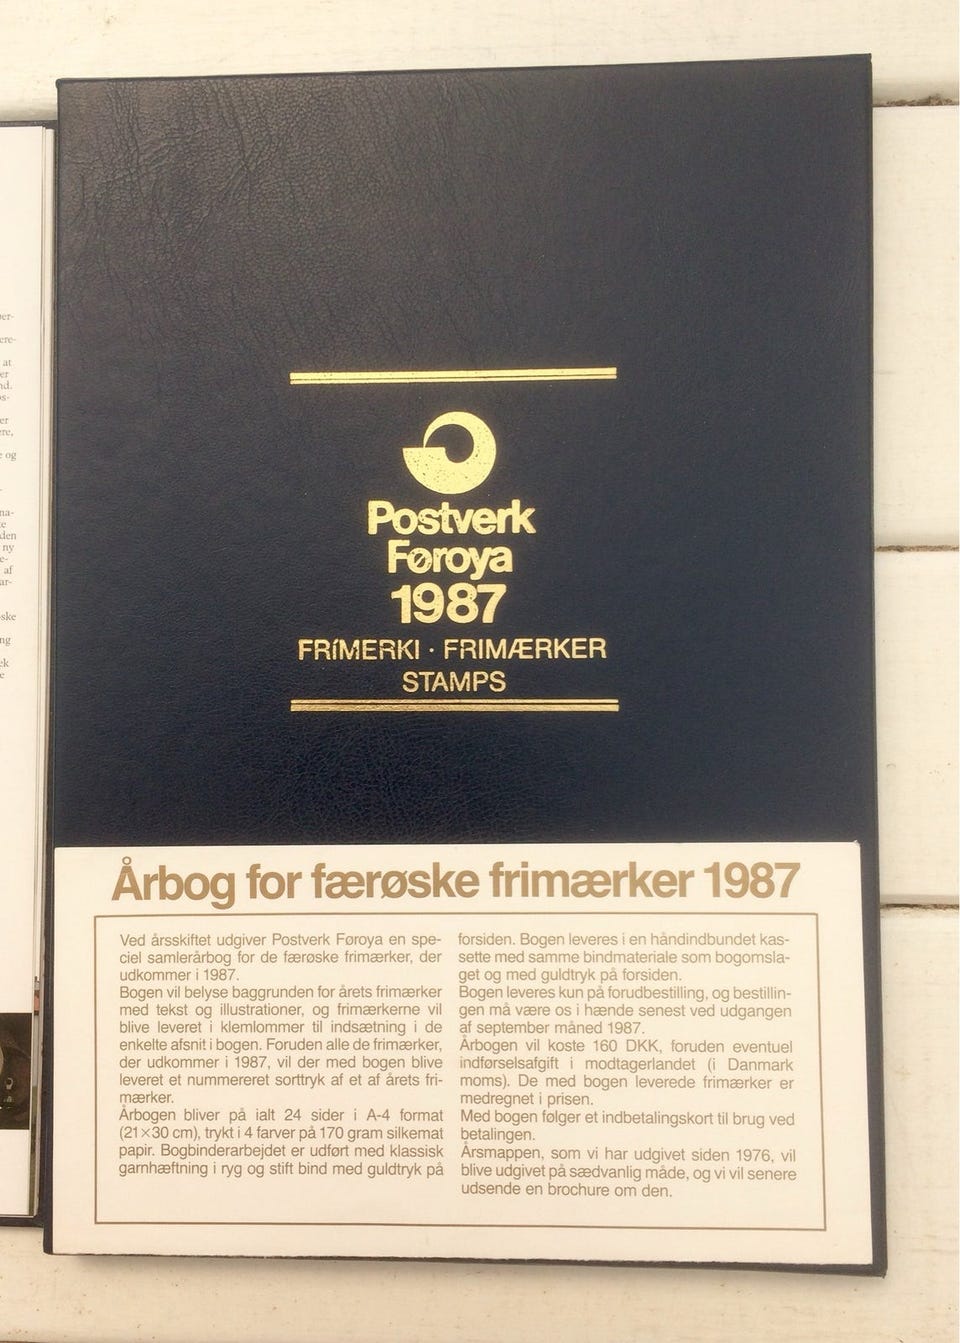 Postverk
Føroya
1987
FRÍMERKI · FRIMÆRKER
STAMPS
Årbog for færøske frimærker 1987
Ved årsskiftet udgiver Postverk Føroya en spe-
ciel samlerårbog for de færøske frimærker, der
udkommer i 1987.
Bogen vil belyse baggrunden for årets frimærker
med tekst og illustrationer, og frimærkerne vil
blive leveret i klemlommer til indsætning i de
enkelte afsnit i bogen. Foruden alle de frimærker,
der udkommer i 1987, vil der med bogen blive
leveret et nummereret sorttryk af et af årets fri-
mærker.
Årbogen bliver på ialt 24 sider i A-4 format
(21×30 cm), trykt i 4 farver på 170 gram silkemat
papir. Bogbinderarbejdet er udført med klassisk
garnhæftning i ryg og stift bind med guldtryk på
forsiden. Bogen leveres i en håndindbundet kas-
sette med samme bindmateriale som bogomsla-
get og med guldtryk på forsiden.
Bogen leveres kun på forudbestilling, og bestillin-
gen må være os i hænde senest ved udgangen
af september måned 1987.
Årbogen vil koste 160 DKK, foruden eventuel
indførselsafgift i modtagerlandet (i Danmark
moms). De med bogen leverede frimærker er
medregnet i prisen.
Med bogen følger et indbetalingskort til brug ved
betalingen.
Årsmappen, som vi har udgivet siden 1976, vil
blive udgivet på sædvanlig måde, og vi vil senere
udsende en brochure om den.